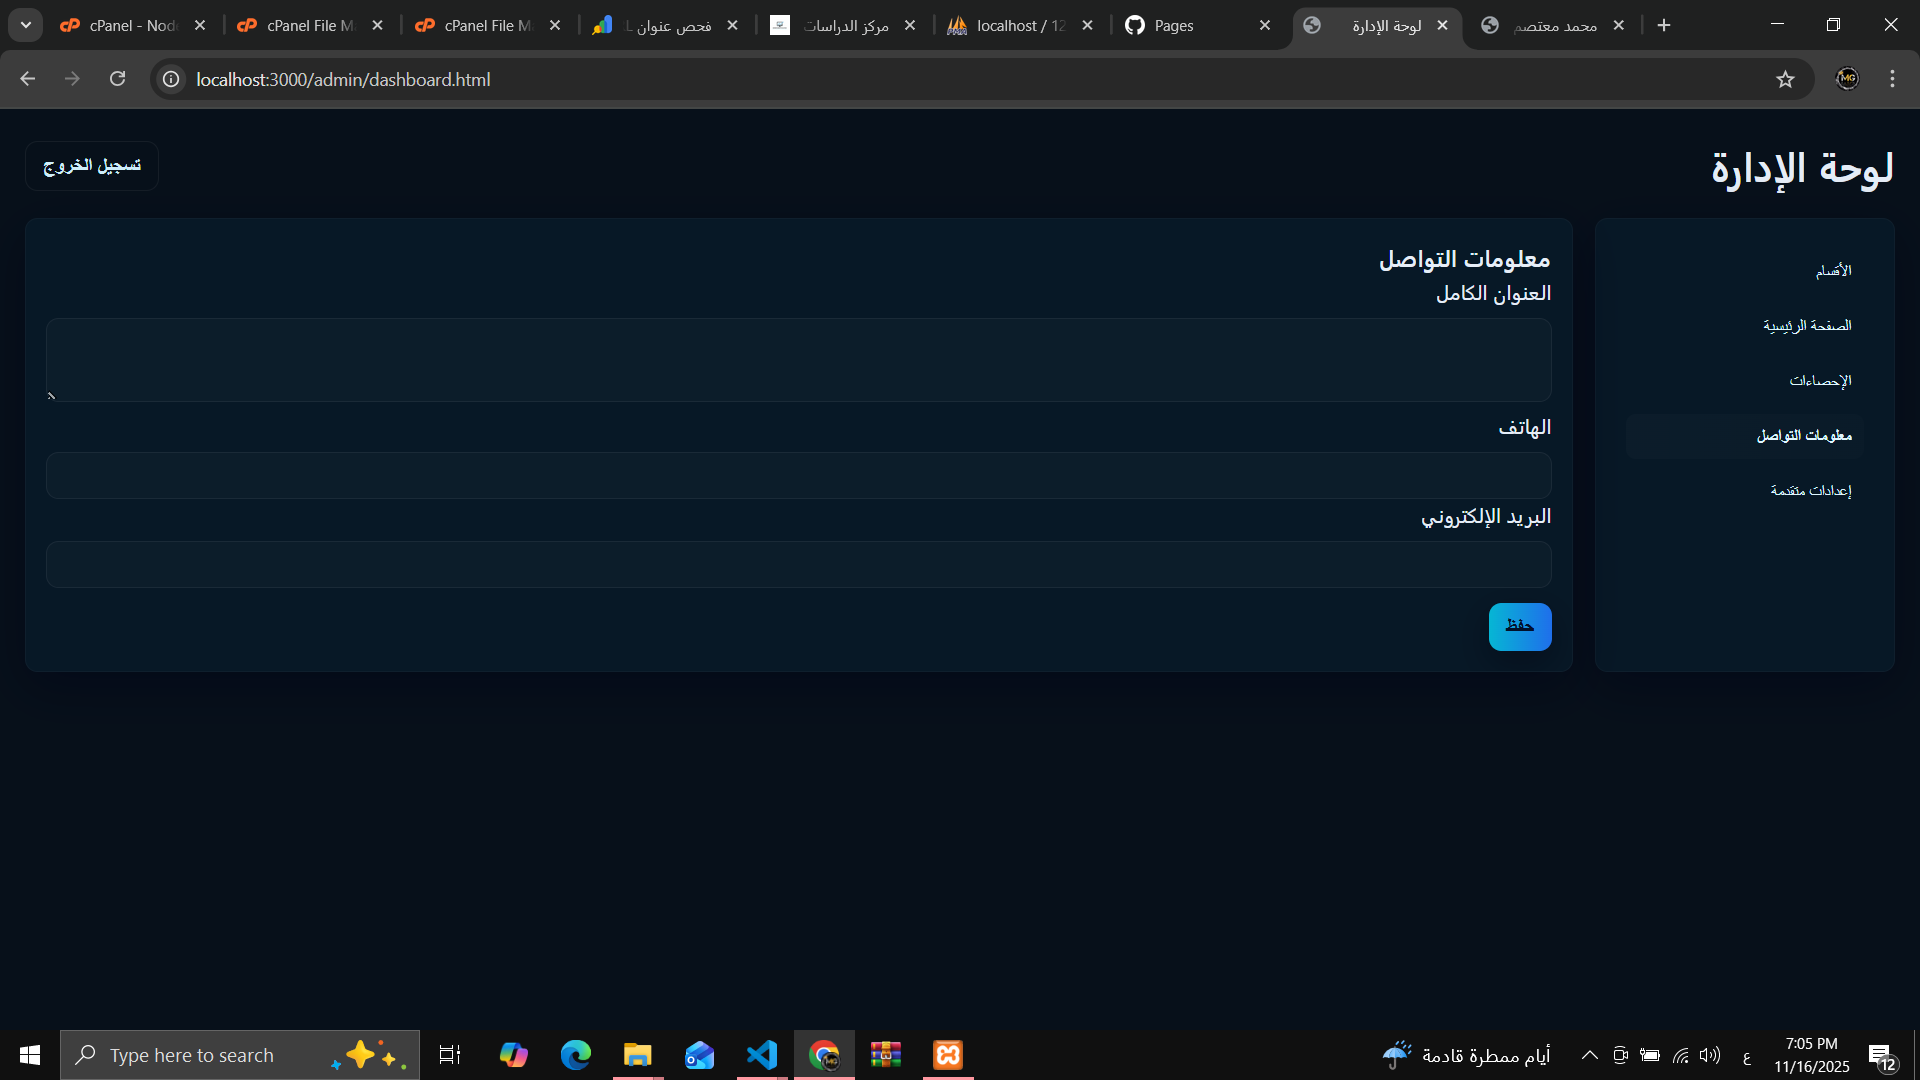 cPanel - Nod
cPanel File M
cPanel File M
فحص عنوان
مركز الدراسات
localhost / 12
Pages
لوحة الإدارة
محمد معتصم
localhost:3000/admin/dashboard.html
لوحة الإدارة
تسجيل الخروج
الأقسام
الصفحة الرئيسية
الإحصاءات
معلومات التواصل
إعدادات متقدمة
معلومات التواصل
العنوان الكامل
الهاتف
البريد الإلكتروني
حفظ
Type here to search
أيام ممطرة قادمة
ع
7:05 PM
11/16/2025
12